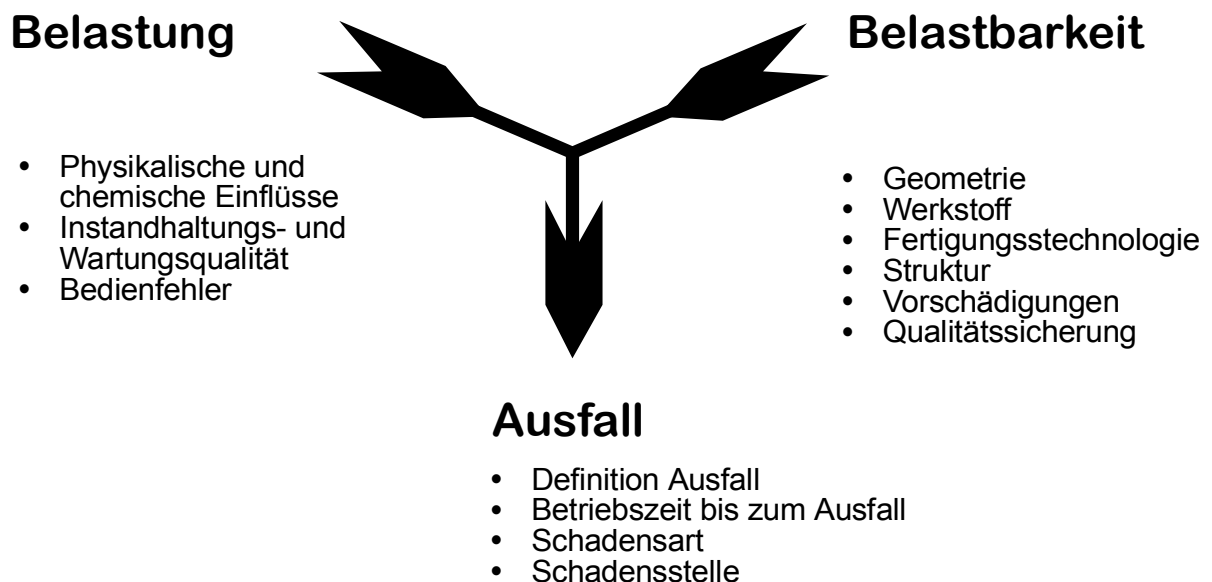 Belastung
• Physikalische und
chemische Einflüsse
• Instandhaltungs- und
Wartungsqualität
• Bedienfehler
Belastbarkeit
• Geometrie
• Werkstoff
• Fertigungsstechnologie
• Struktur
• Vorschädigungen
• Qualitätssicherung
Ausfall
• Definition Ausfall
• Betriebszeit bis zum Ausfall
• Schadensart
• Schadensstelle